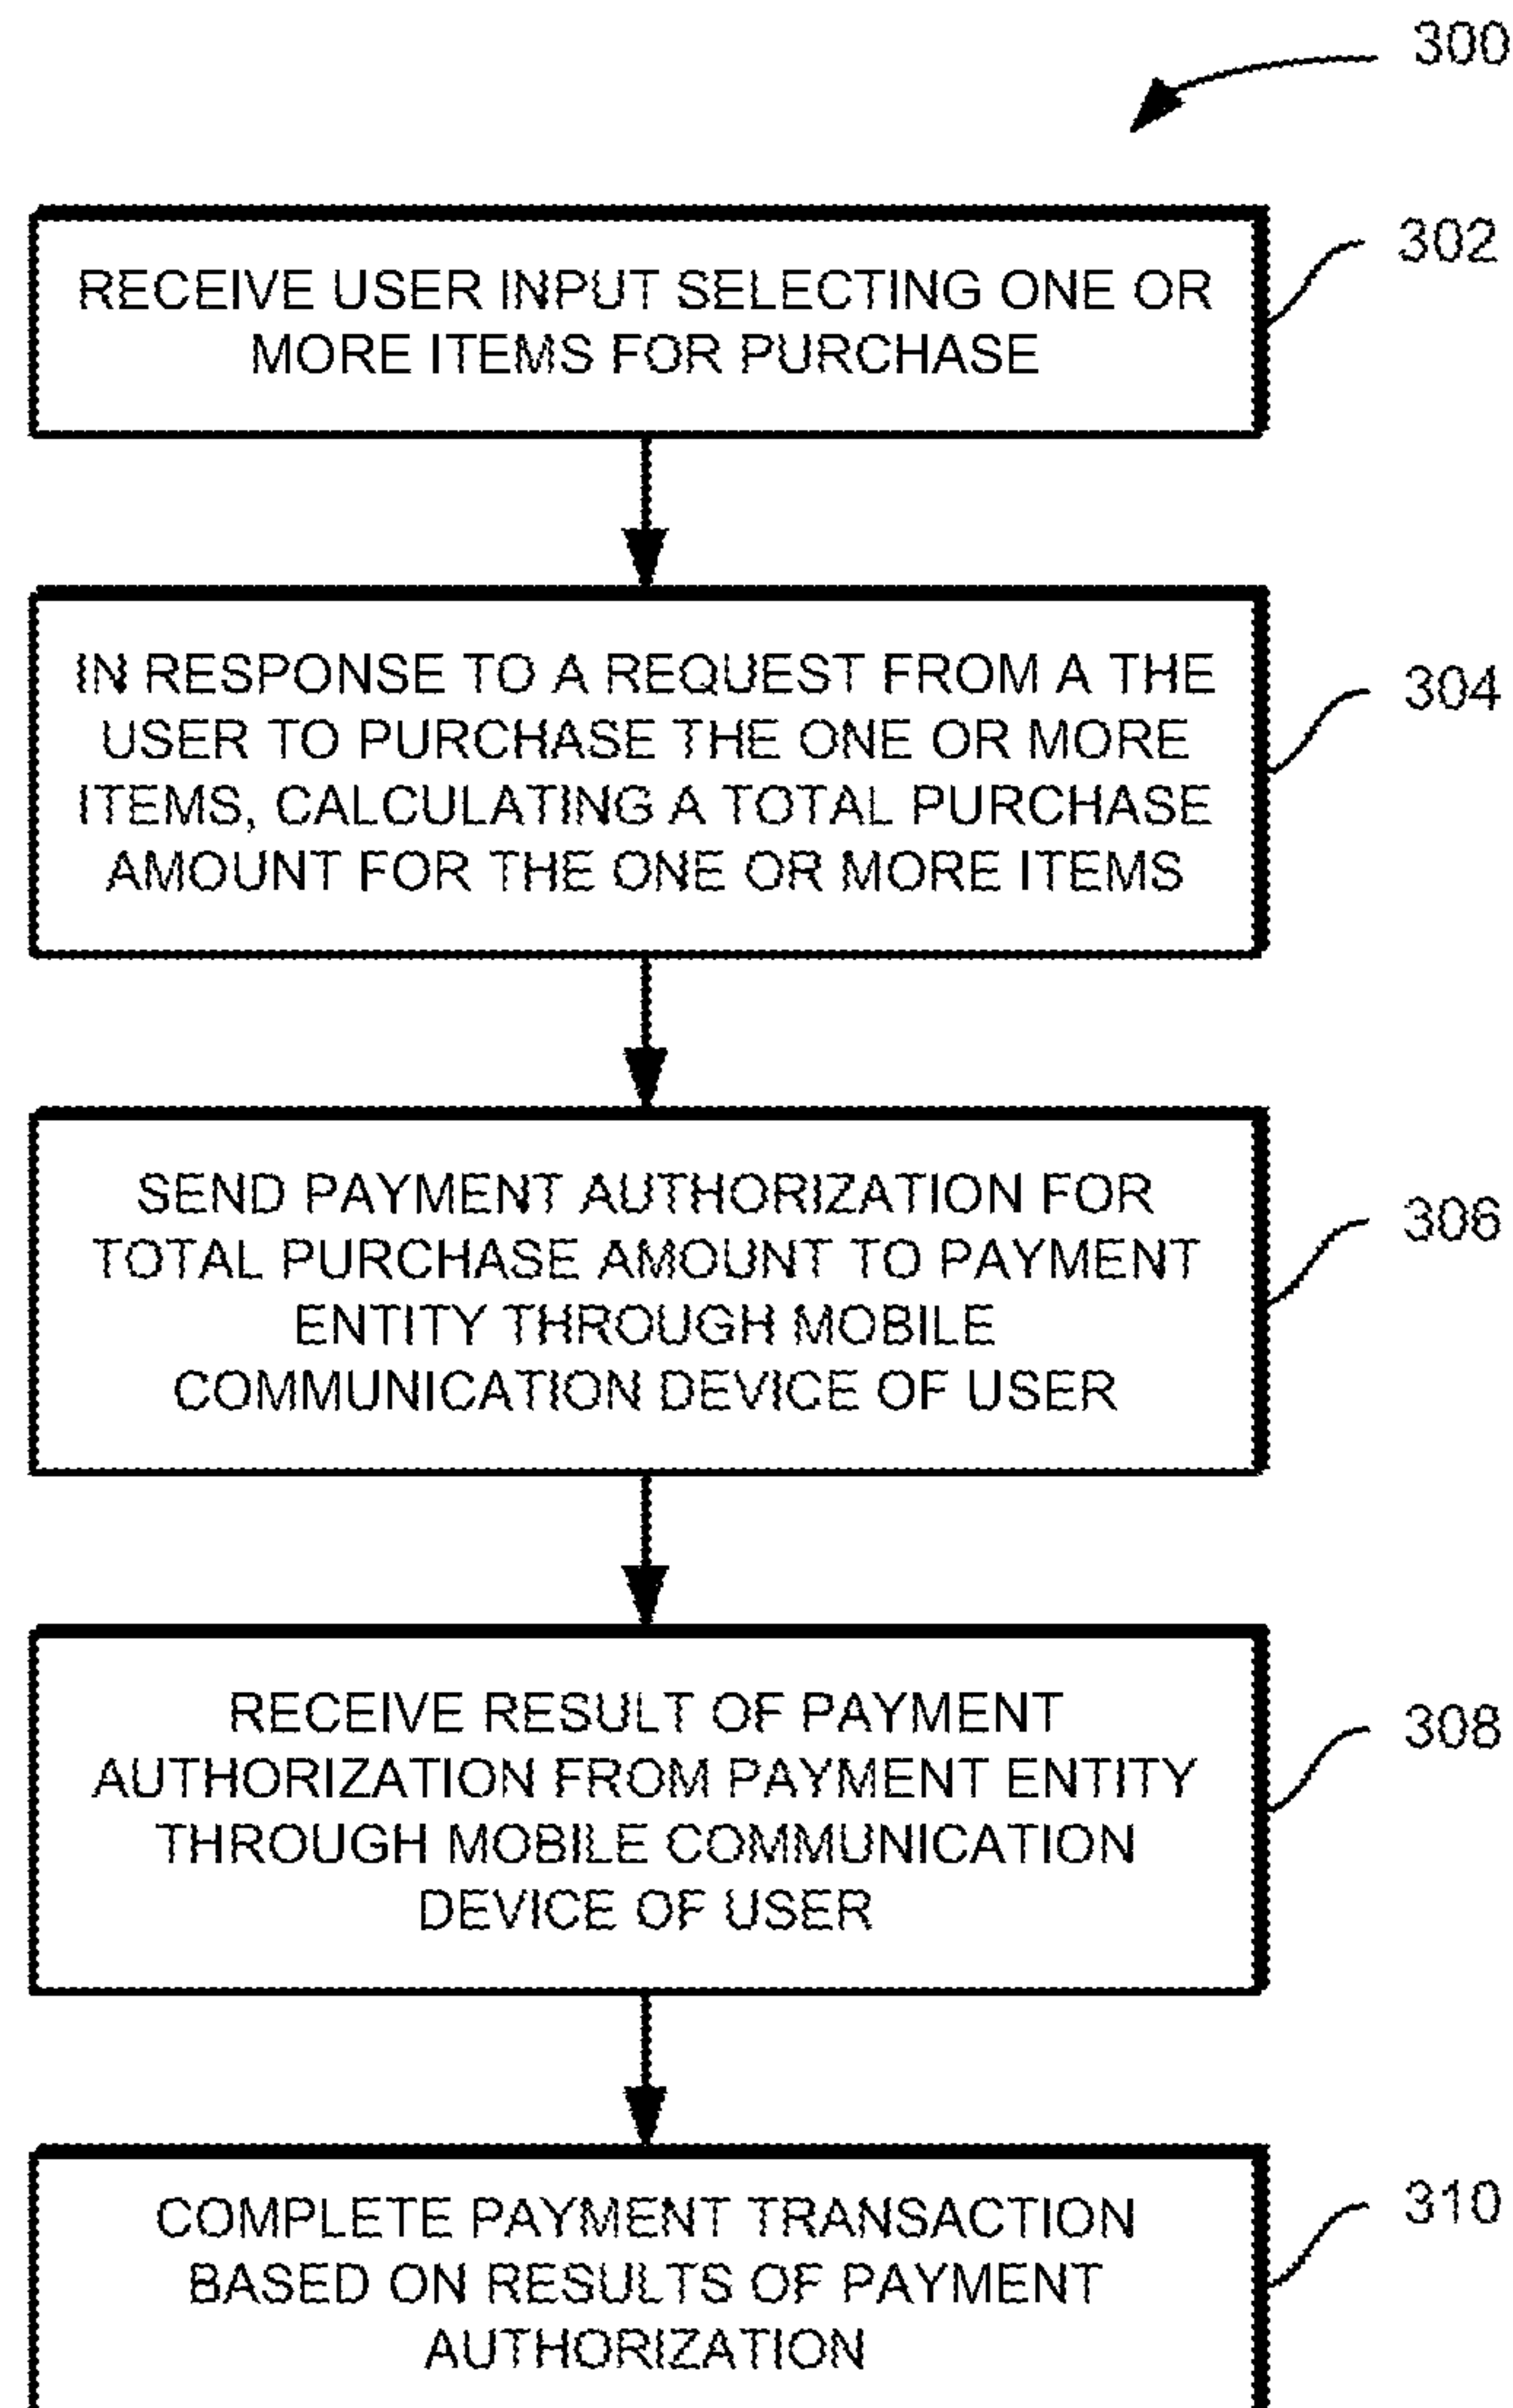 300
302
RECEIVE USER INPUT SELECTING ONE OR
MORE ITEMS FOR PURCHASE
304
IN RESPONSE TO A REQUEST FROM A THE
USER TO PURCHASE THE ONE OR MORE
ITEMS, CALCULATING A TOTAL PURCHASE
AMOUNT FOR THE ONE OR MORE ITEMS
306
SEND PAYMENT AUTHORIZATION FOR
TOTAL PURCHASE AMOUNT TO PAYMENT
ENTITY THROUGH MOBILE
COMMUNICATION DEVICE OF USER
308
RECEIVE RESULT OF PAYMENT
AUTHORIZATION FROM PAYMENT ENTITY
THROUGH MOBILE COMMUNICATION
DEVICE OF USER
310
COMPLETE PAYMENT TRANSACTION
BASED ON RESULTS OF PAYMENT
AUTHORIZATION